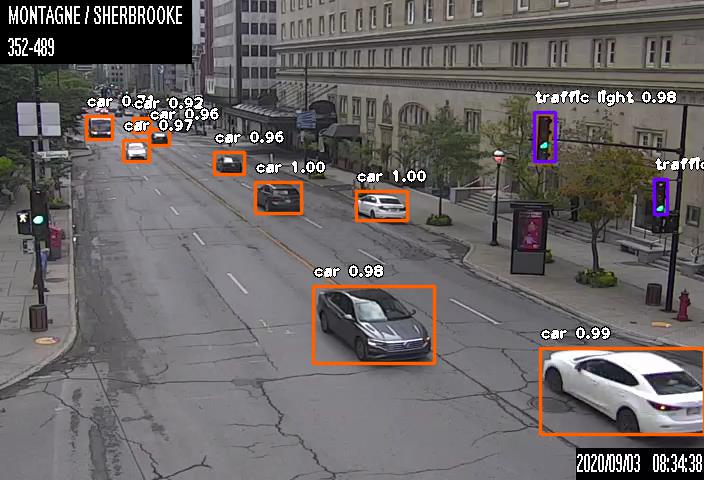 MONTAGNE / SHERBROOKE
352-489
car 0.92
car 0.96
car 0.97
car 0.96
car 1.00
car 1.00
traffic light 0.98
traffic
car 0.98
car 0.99
2020/09/03 08:34:38